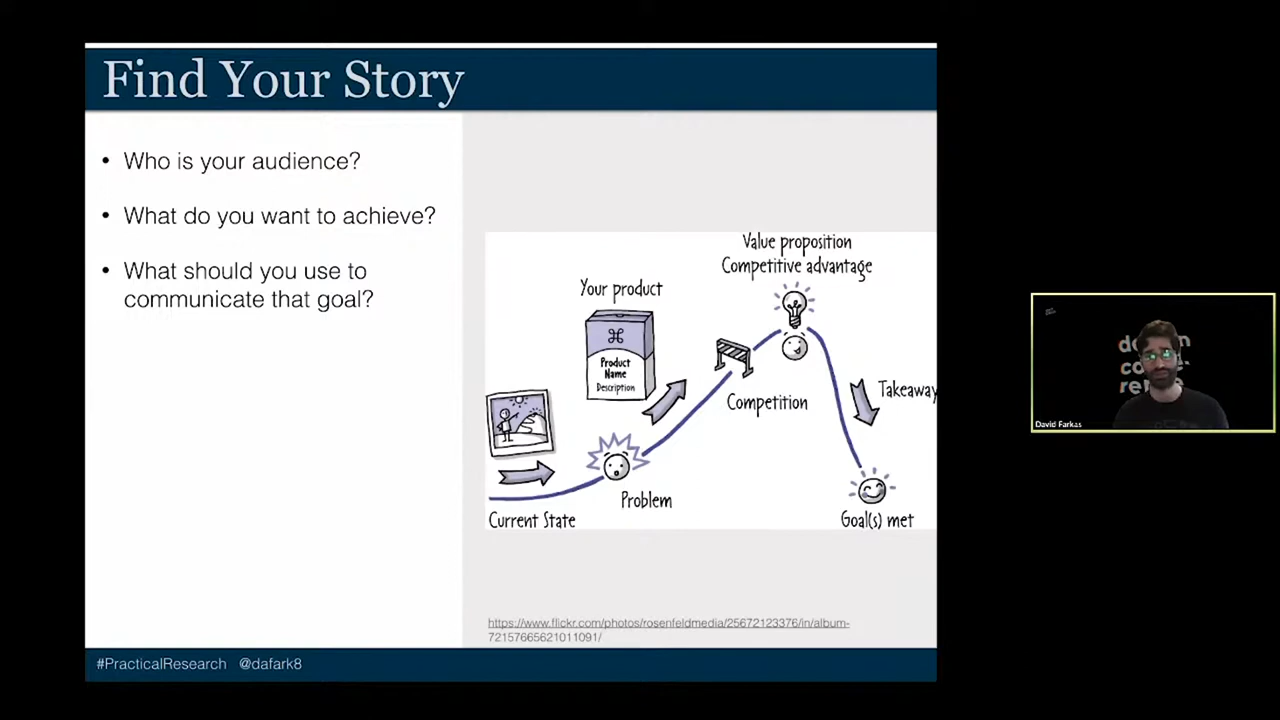 Find Your Story
• Who is your audience?
• What do you want to achieve?
• What should you use to
communicate that goal?
Value proposition
Competitive advantage
Your product
⌘
Product
Name
Description
Takeaway
Competition
Problem
Current State
Goal(s) met
https://www.flickr.com/photos/rosenfeldmedia/25672123376/in/album-
72157665621011091/
#PracticalResearch @dafark8
David Farkas